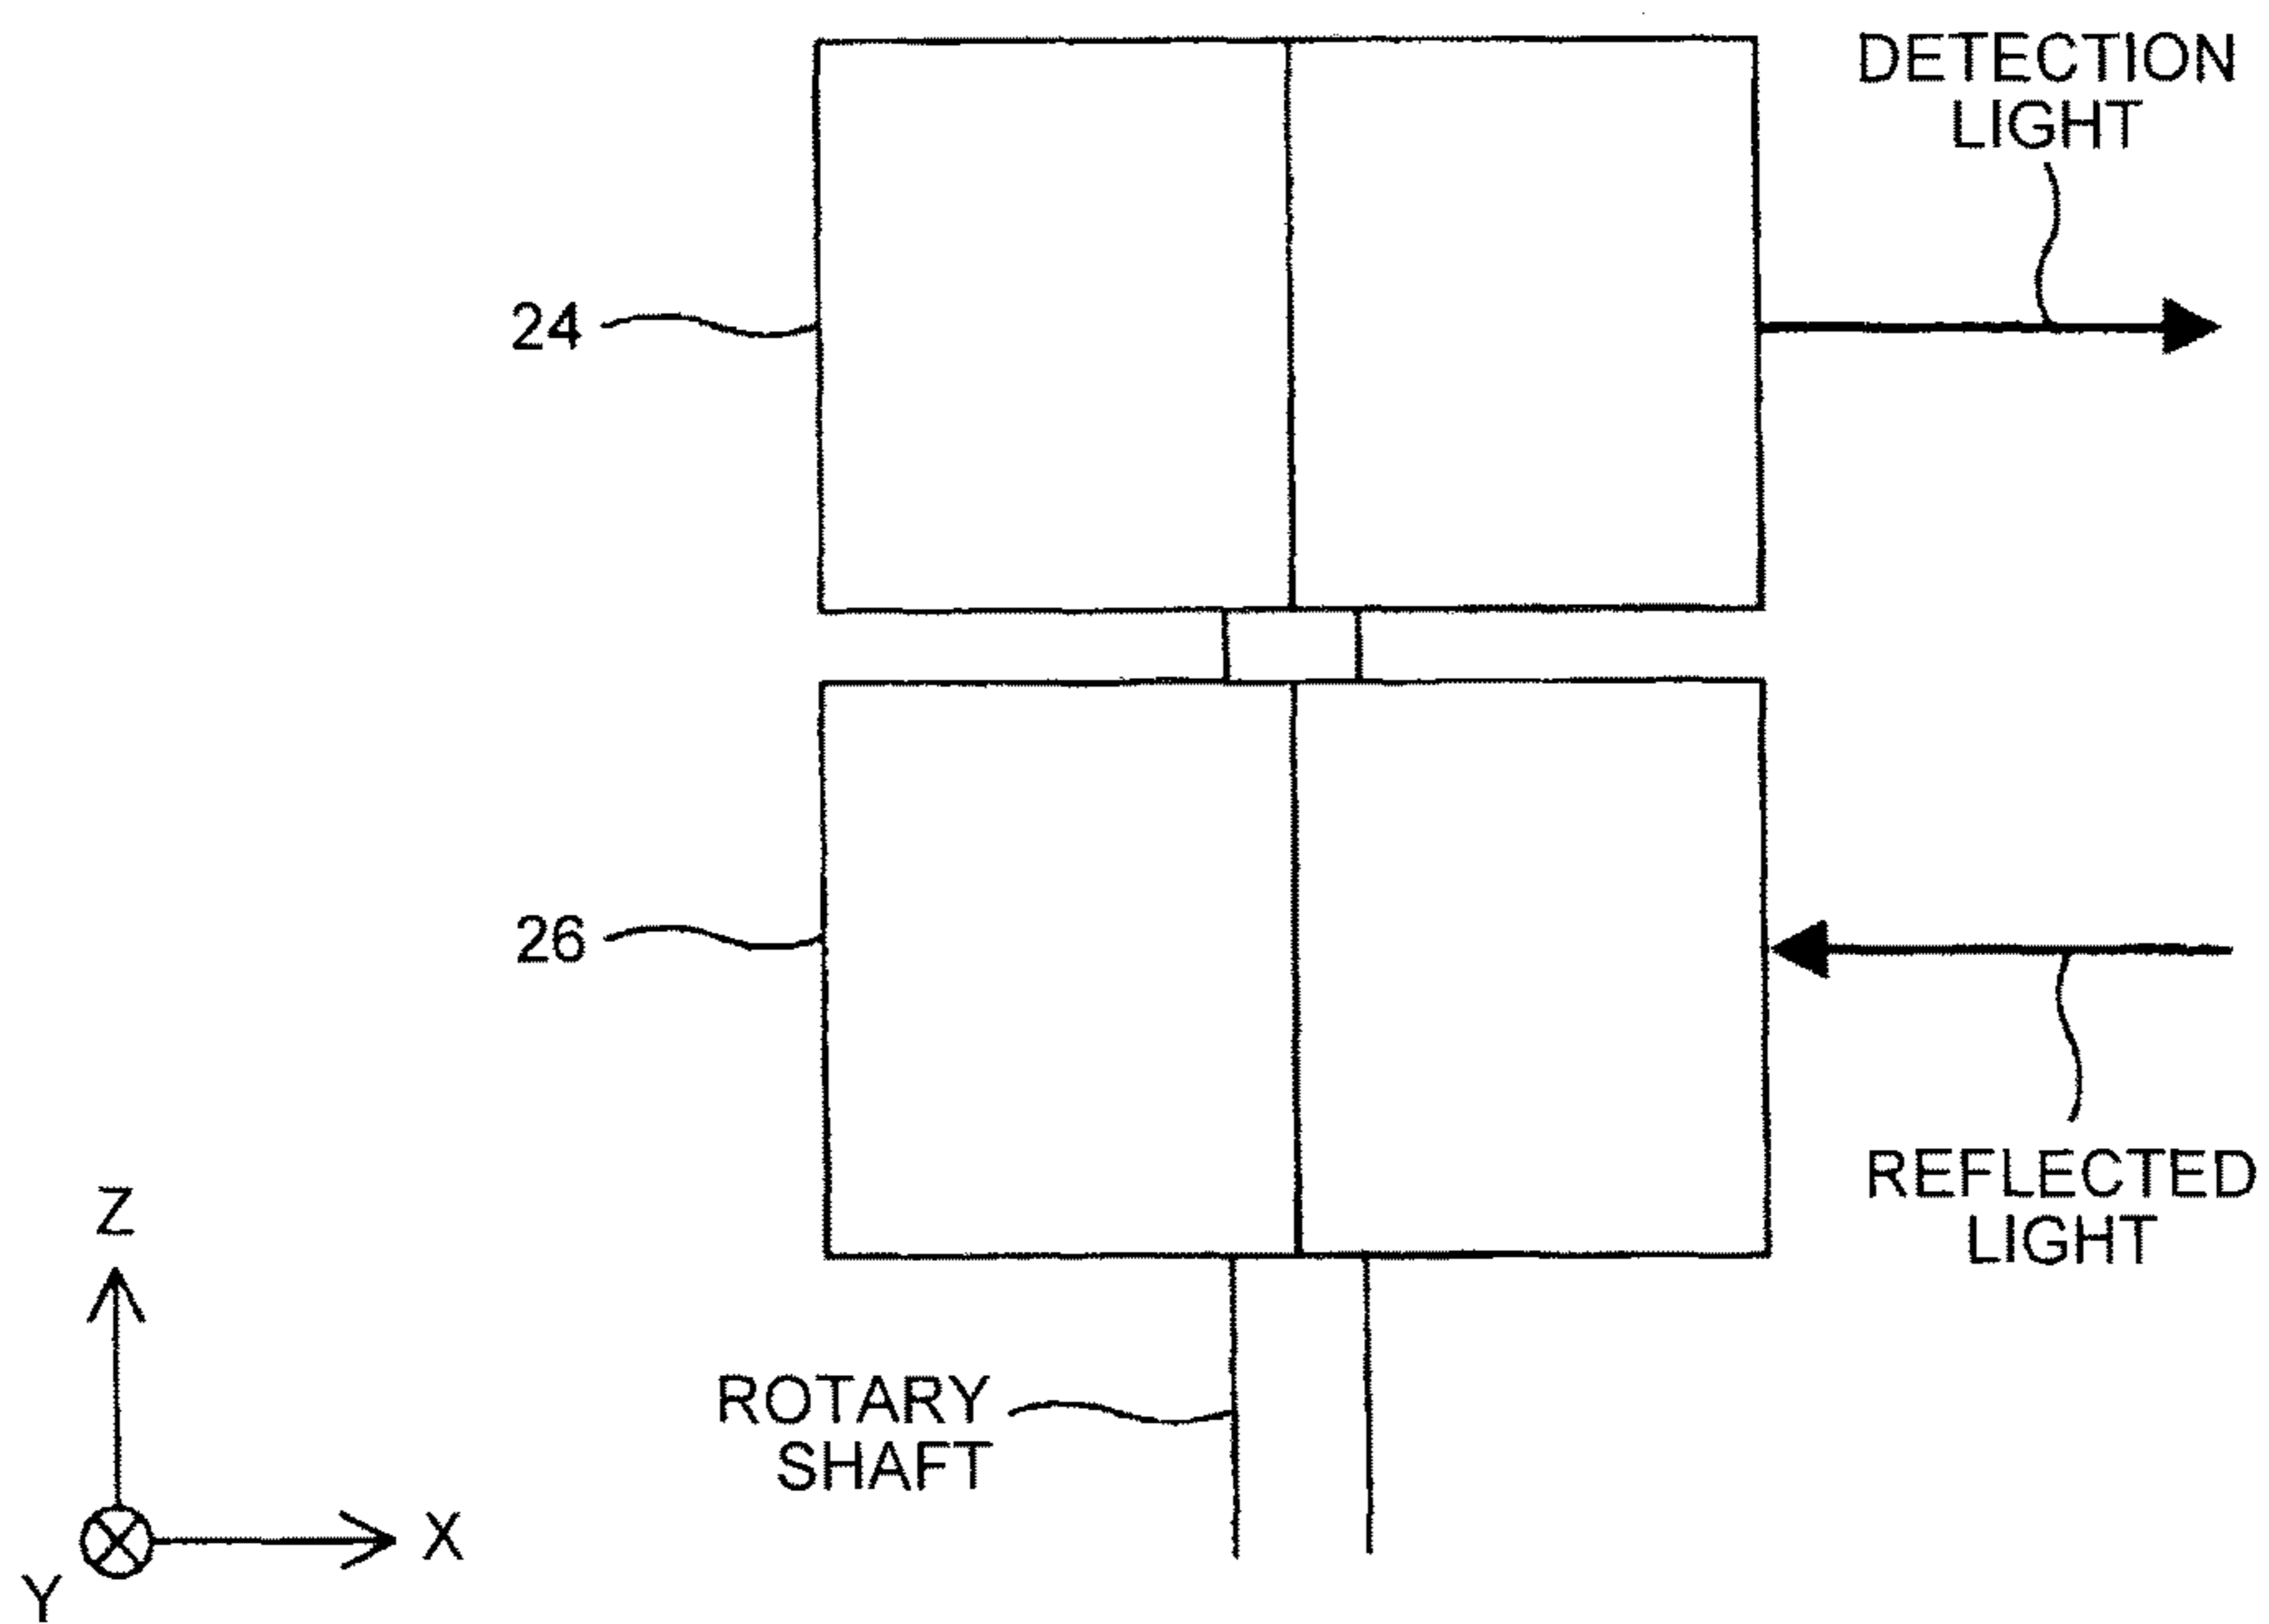 DETECTION
LIGHT
24
26
REFLECTED
LIGHT
Z
ROTARY
SHAFT
X
Y